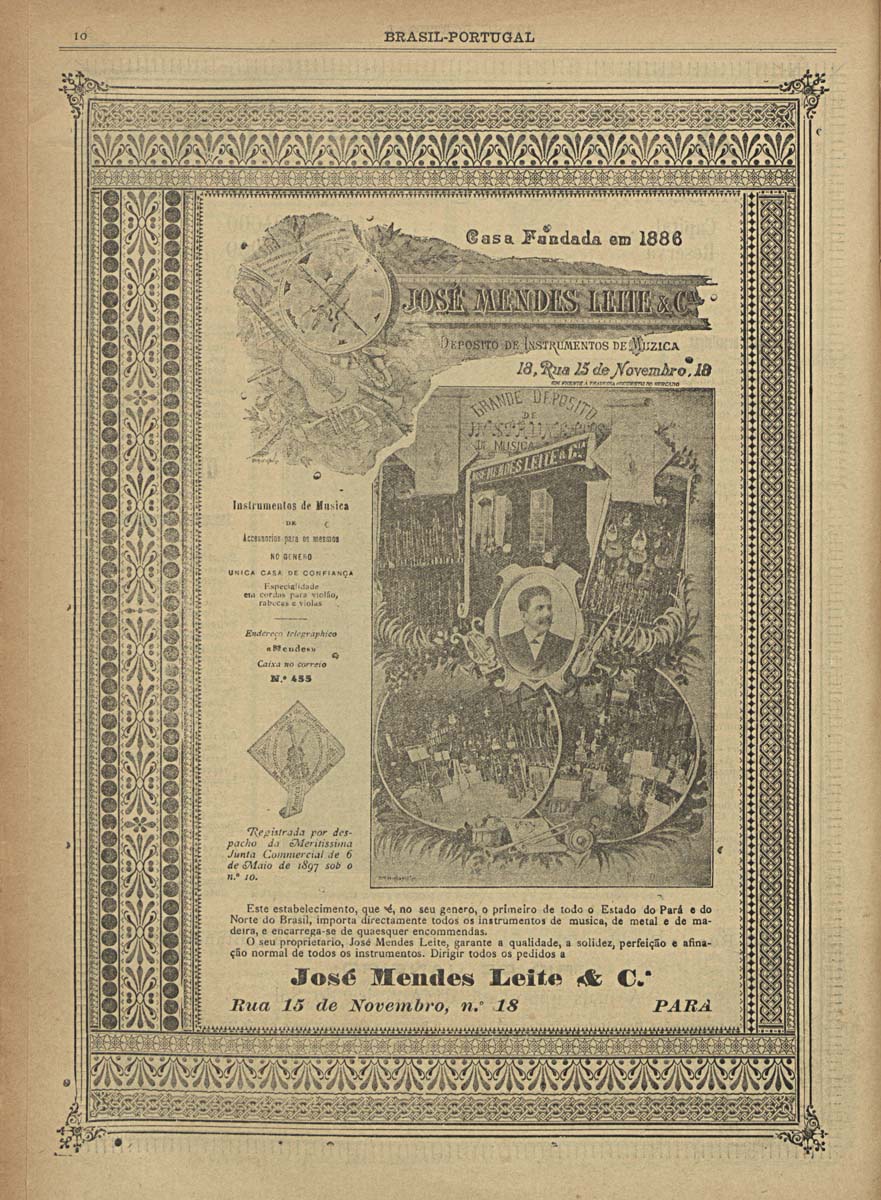 10
BRASIL-PORTUGAL
Casa Fundada em 1886
JOSÉ MENDES LEITE & Cᴵᴬ
DEPOSITO DE INSTRUMENTOS DE MUZICA
18, Rua 15 de Novembro, 18
GRANDE DEPOSITO
DE
INSTRUMENTOS
DE MUSICA
JOSÉ MENDES LEITE & CIA
Instrumentos de Musica
DE
Accessorios para os mesmos
NO GENERO
UNICA CASA DE CONFIANÇA
Especialidade
em cordas para violão,
rabecas e violas
Endereço telegraphico
«Mendes»
Caixa no correio
N.º 455
Registrada por des-
pacho da Meritissima
Junta Commercial de 6
de Maio de 1897 sob o
n.º 10.
Este estabelecimento, que é, no seu genero, o primeiro de todo o Estado do Pará e do
Norte do Brasil, importa directamente todos os instrumentos de musica, de metal e de ma-
deira, e encarrega-se de quaesquer encommendas.
O seu proprietario, José Mendes Leite, garante a qualidade, a solidez, perfeição e afina-
ção normal de todos os instrumentos. Dirigir todos os pedidos a
José Mendes Leite & C.ª
Rua 15 de Novembro, n.º 18 PARÁ